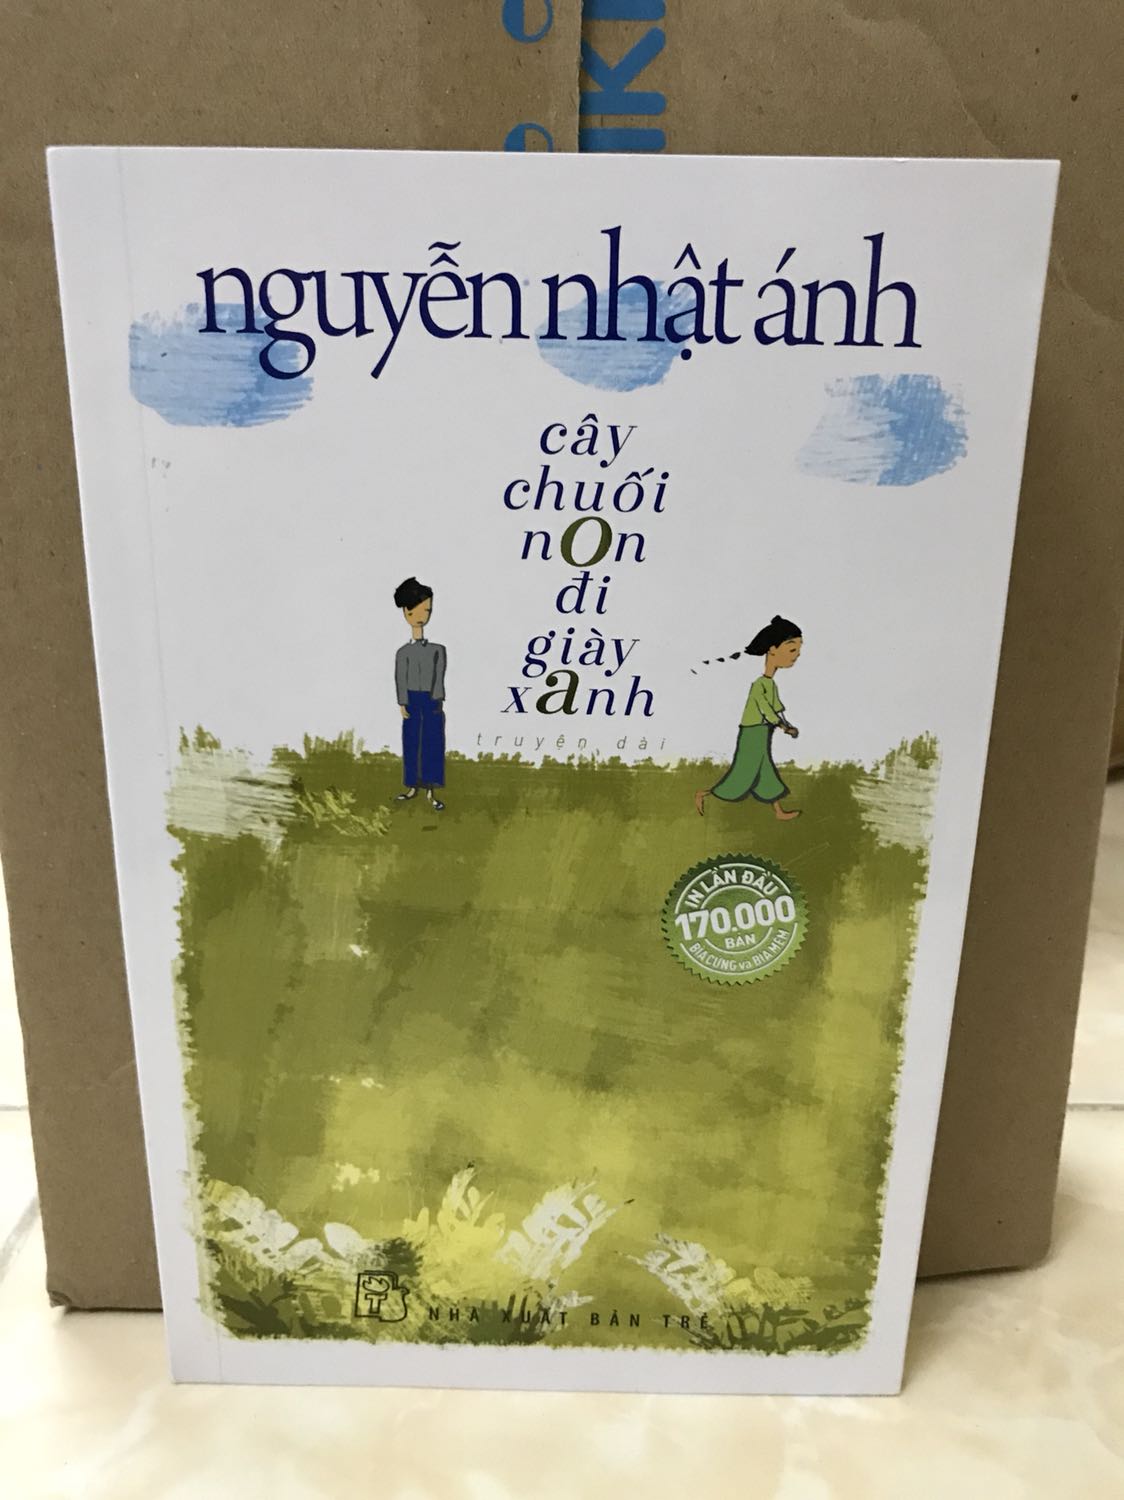 nguyễn nhật ánh
cây
chuối
non
đi
giày
xanh
truyện dài
IN LẦN ĐẦU
170.000
BẢN
BÌA CỨNG và BÌA MỀM
NHÀ XUẤT BẢN TRẺ